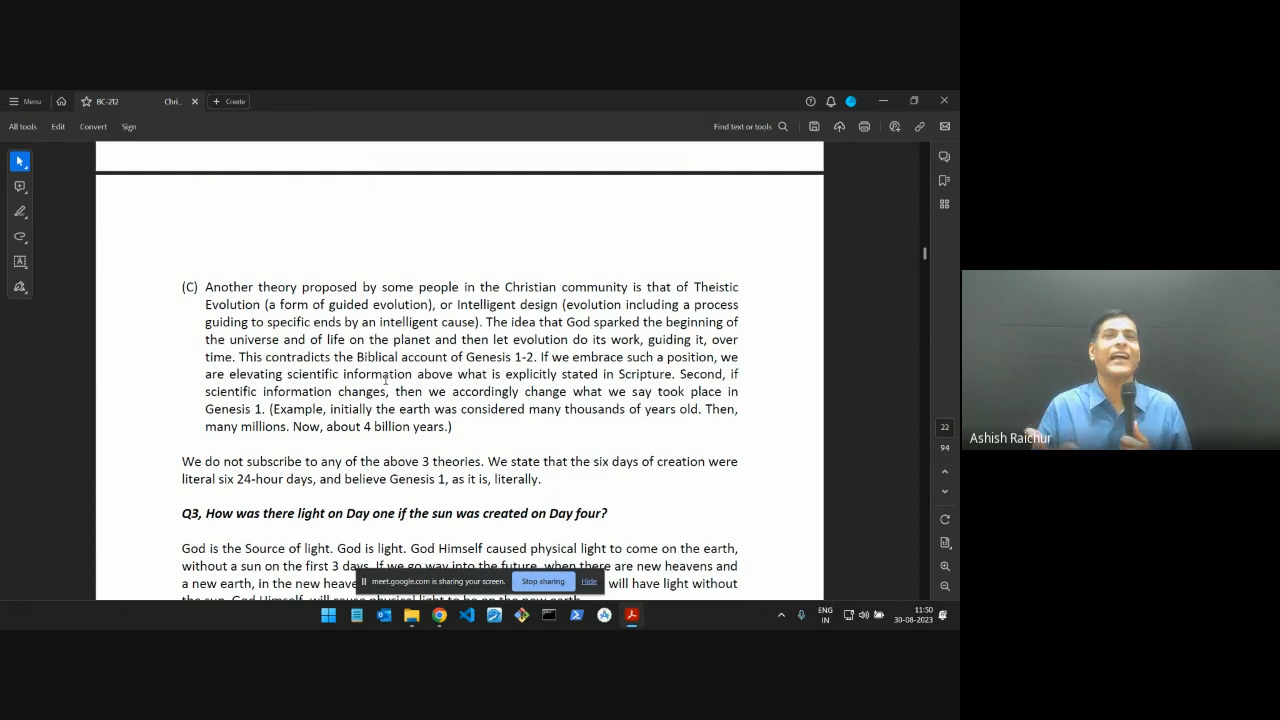 Menu
BC-212
Chri...
Create
All tools
Edit
Convert
Sign
Find text or tools
(C) Another theory proposed by some people in the Christian community is that of Theistic
Evolution (a form of guided evolution), or Intelligent design (evolution including a process
guiding to specific ends by an intelligent cause). The idea that God sparked the beginning of
the universe and of life on the planet and then let evolution do its work, guiding it, over
time. This contradicts the Biblical account of Genesis 1-2. If we embrace such a position, we
are elevating scientific information above what is explicitly stated in Scripture. Second, if
scientific information changes, then we accordingly change what we say took place in
Genesis 1. (Example, initially the earth was considered many thousands of years old. Then,
many millions. Now, about 4 billion years.)
We do not subscribe to any of the above 3 theories. We state that the six days of creation were
literal six 24-hour days, and believe Genesis 1, as it is, literally.
Q3, How was there light on Day one if the sun was created on Day four?
God is the Source of light. God is light. God Himself caused physical light to come on the earth,
without a sun on the first 3 days. If we go way into the future, when there are new heavens and
a new earth, in the new will have light without
22
94
meet.google.com is sharing your screen.
Stop sharing
Hide
ENG
IN
11:50
30-08-2023
Ashish Raichur